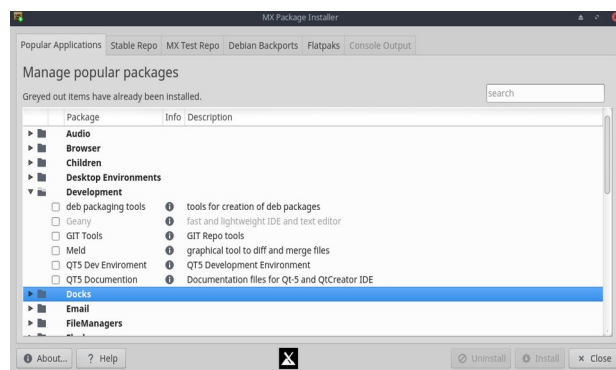 MX Package Installer
Popular Applications Stable Repo MX Test Repo Debian Backports Flatpaks Console Output
Manage popular packages
Greyed out items have already been installed.
search
Package Info Description
Audio
Browser
Children
Desktop Environments
Development
deb packaging tools tools for creation of deb packages
Geany fast and lightweight IDE and text editor
GIT Tools GIT Repo tools
Meld graphical tool to diff and merge files
QT5 Dev Enviroment QT5 Development Environment
QT5 Documention Documentation files for Qt-5 and QtCreator IDE
Docks
Email
FileManagers
About... ? Help Uninstall Install Close